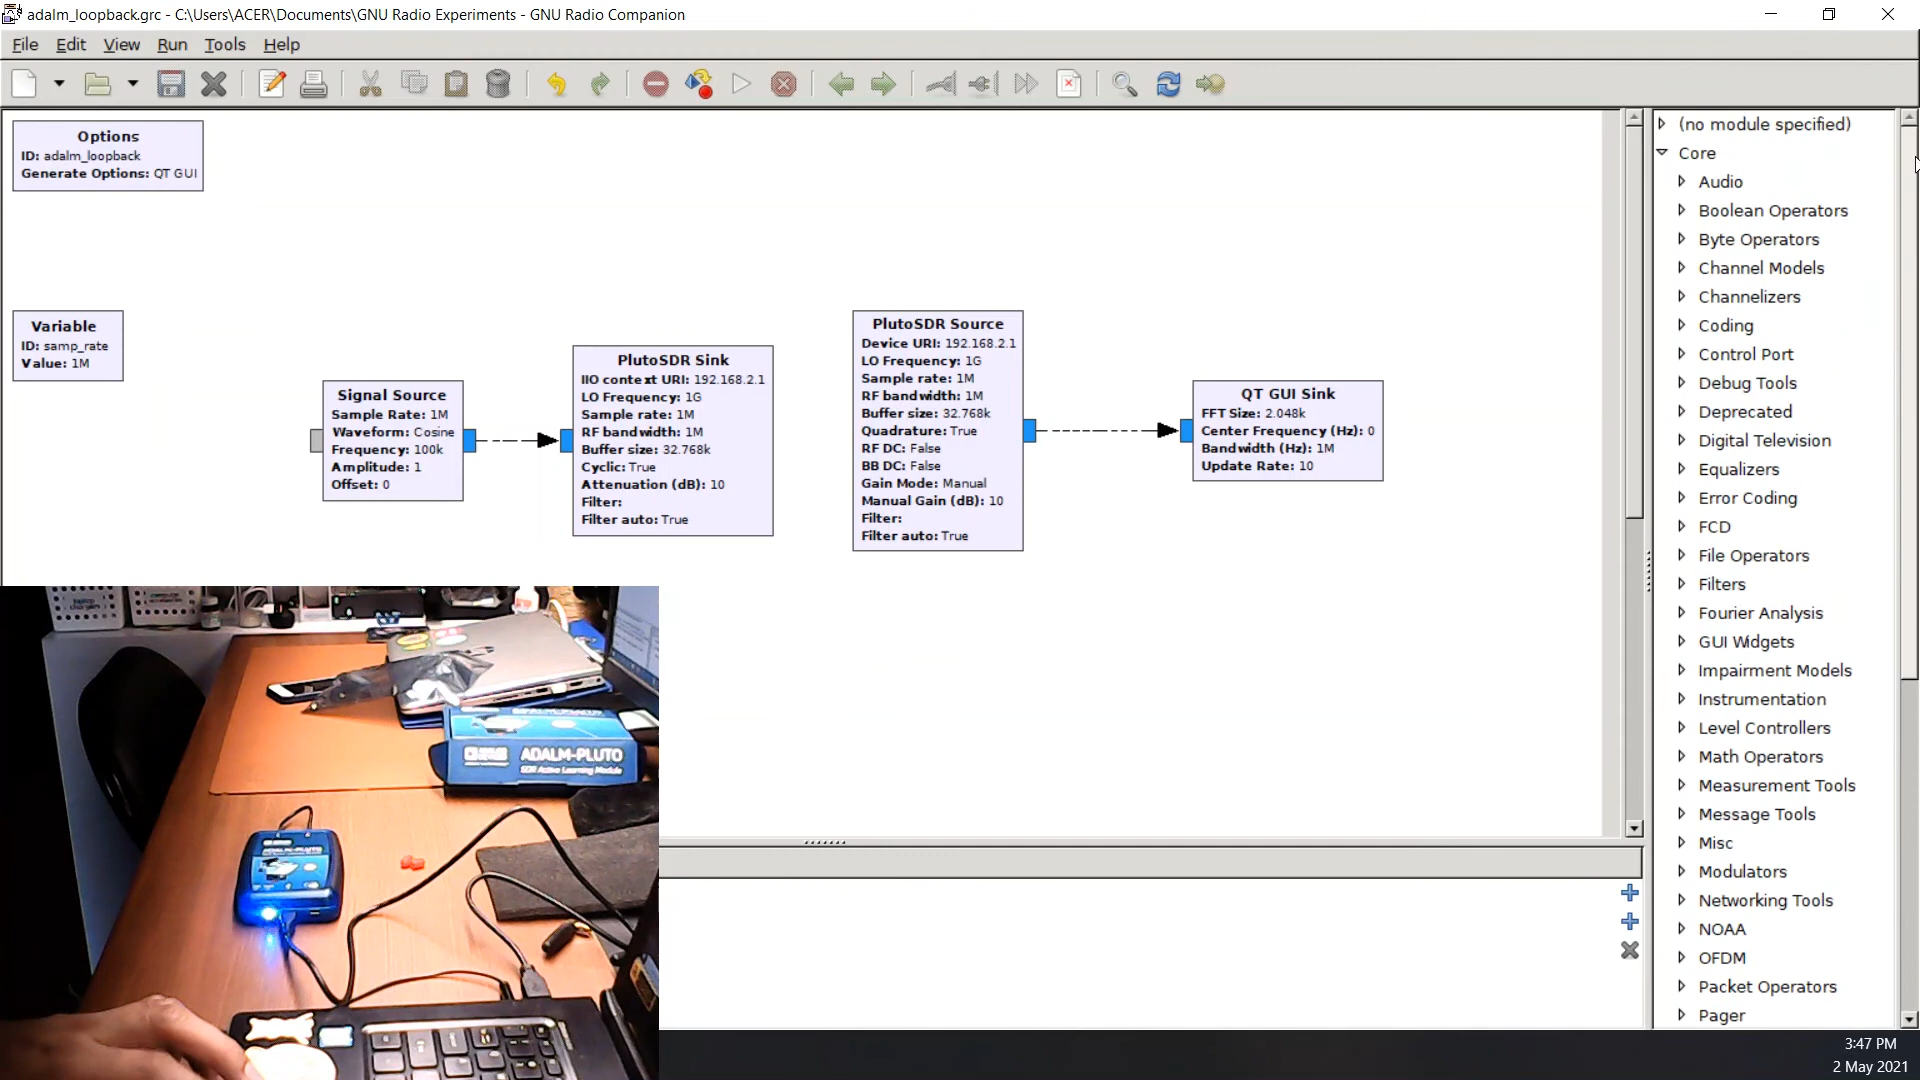 adalm_loopback.grc - C:\Users\ACER\Documents\GNU Radio Experiments - GNU Radio Companion
File Edit View Run Tools Help
Options
ID: adalm_loopback
Generate Options: QT GUI
Variable
ID: samp_rate
Value: 1M
Signal Source
Sample Rate: 1M
Waveform: Cosine
Frequency: 100k
Amplitude: 1
Offset: 0
PlutoSDR Sink
IIO context URI: 192.168.2.1
LO Frequency: 1G
Sample rate: 1M
RF bandwidth: 1M
Buffer size: 32.768k
Cyclic: True
Attenuation (dB): 10
Filter:
Filter auto: True
PlutoSDR Source
Device URI: 192.168.2.1
LO Frequency: 1G
Sample rate: 1M
RF bandwidth: 1M
Buffer size: 32.768k
Quadrature: True
RF DC: False
BB DC: False
Gain Mode: Manual
Manual Gain (dB): 10
Filter:
Filter auto: True
QT GUI Sink
FFT Size: 2.048k
Center Frequency (Hz): 0
Bandwidth (Hz): 1M
Update Rate: 10
(no module specified)
Core
Audio
Boolean Operators
Byte Operators
Channel Models
Channelizers
Coding
Control Port
Debug Tools
Deprecated
Digital Television
Equalizers
Error Coding
FCD
File Operators
Filters
Fourier Analysis
GUI Widgets
Impairment Models
Instrumentation
Level Controllers
Math Operators
Measurement Tools
Message Tools
Misc
Modulators
Networking Tools
NOAA
OFDM
Packet Operators
Pager
ADALM-PLUTO
SDR Active Learning Module
ADALM-PLUTO
3:47 PM
2 May 2021